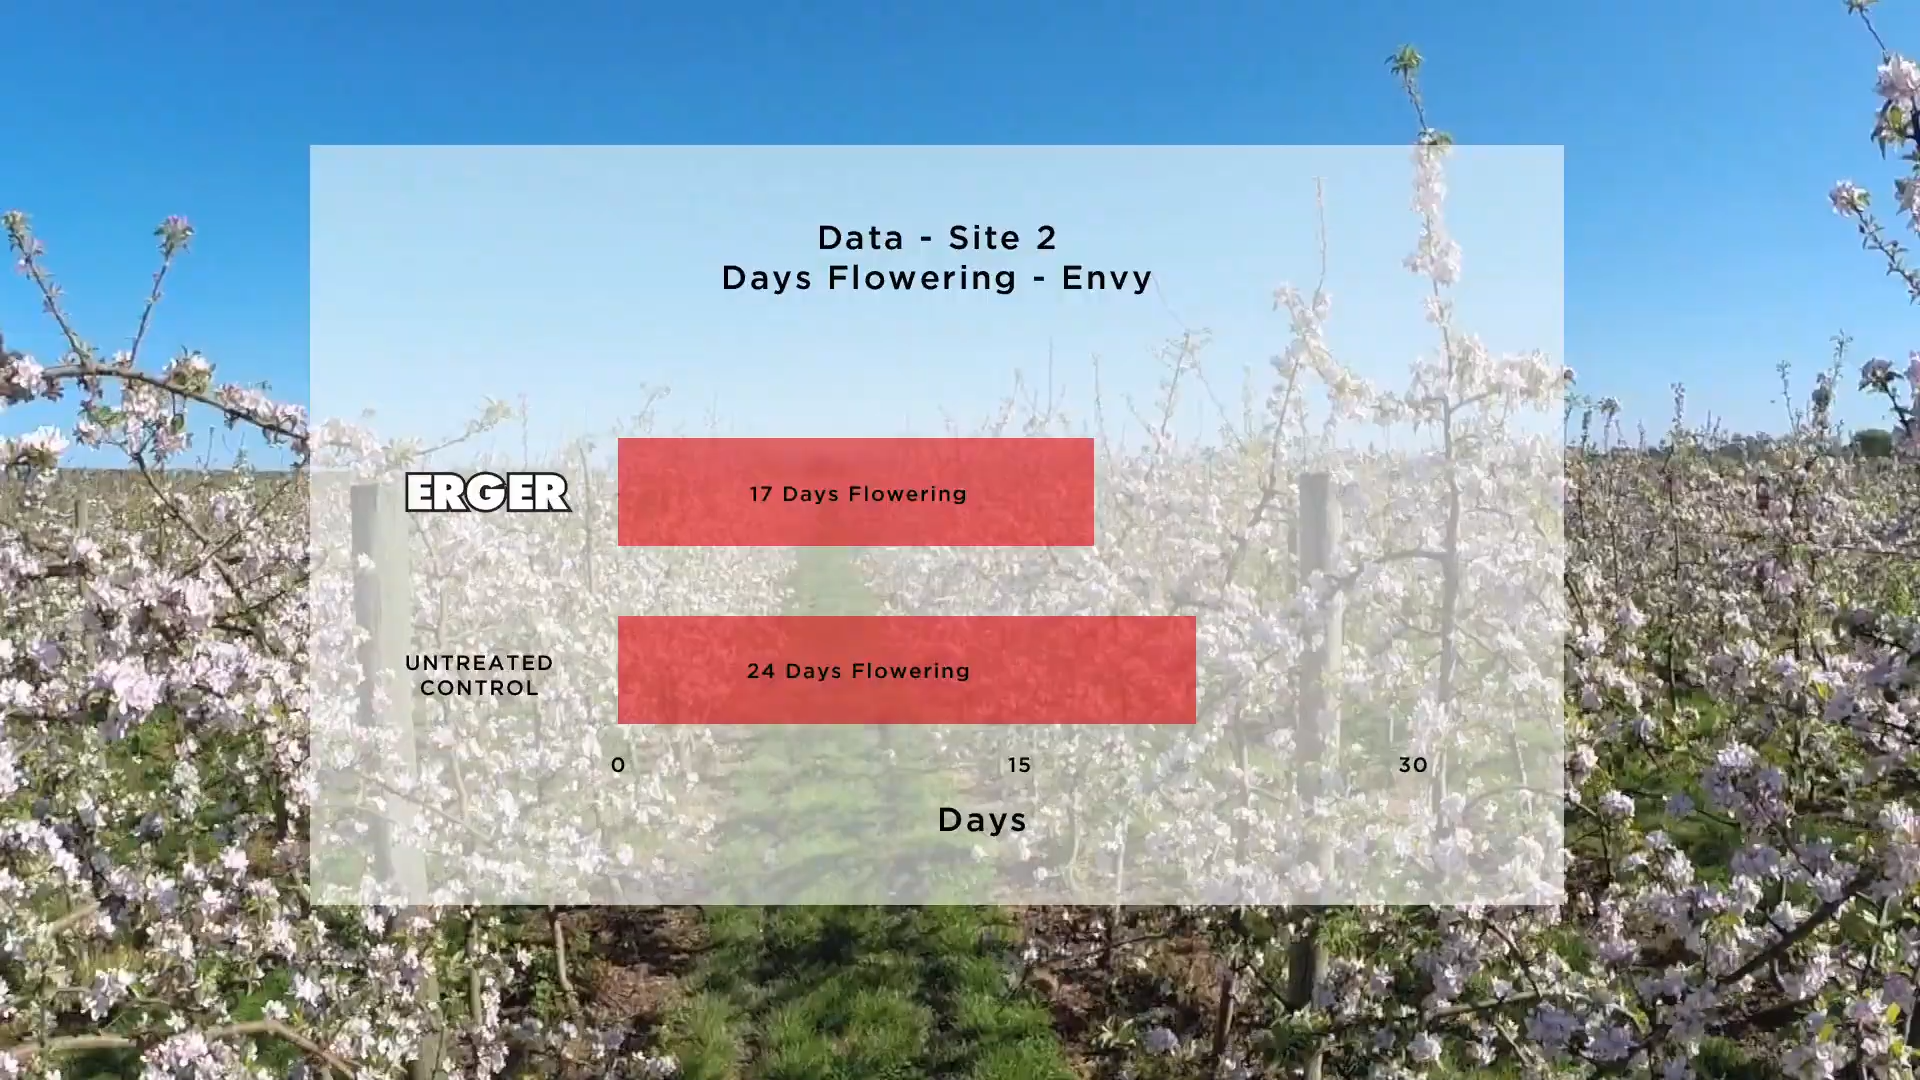 Data - Site 2
Days Flowering - Envy
ERGER
17 Days Flowering
UNTREATED
CONTROL
24 Days Flowering
0 15 30
Days